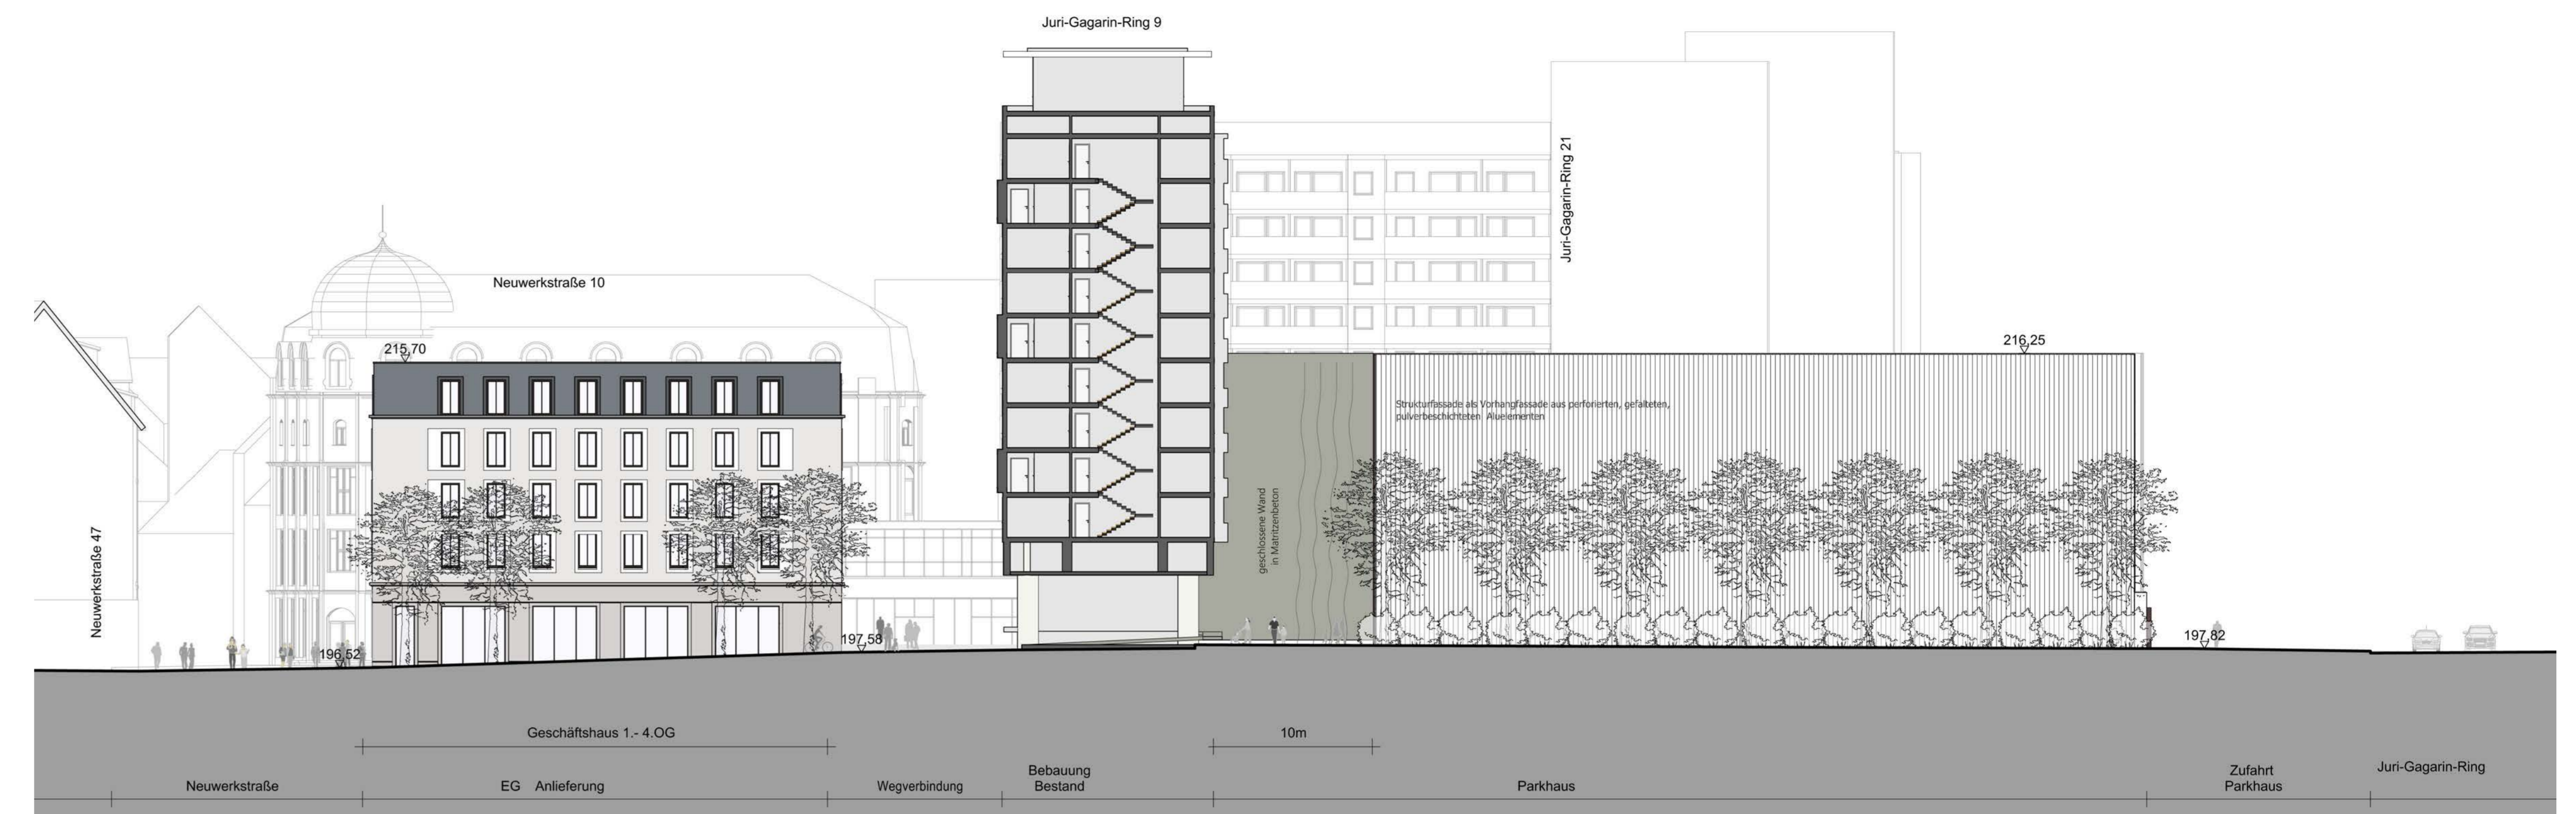 Juri-Gagarin-Ring 9
Juri-Gagarin-Ring 21
Neuwerkstraße 10
216,25
215,70
Strukturfassade als Vorhangfassade aus perforierten, gefalteten,
pulverbeschichteten Aluelementen
geschlossene Wand
in Matritzenbeton
Neuwerkstraße 47
196,52
197,58
197,82
Geschäftshaus 1.- 4.OG
10m
Neuwerkstraße
EG Anlieferung
Wegverbindung
Bebauung
Bestand
Parkhaus
Zufahrt
Parkhaus
Juri-Gagarin-Ring